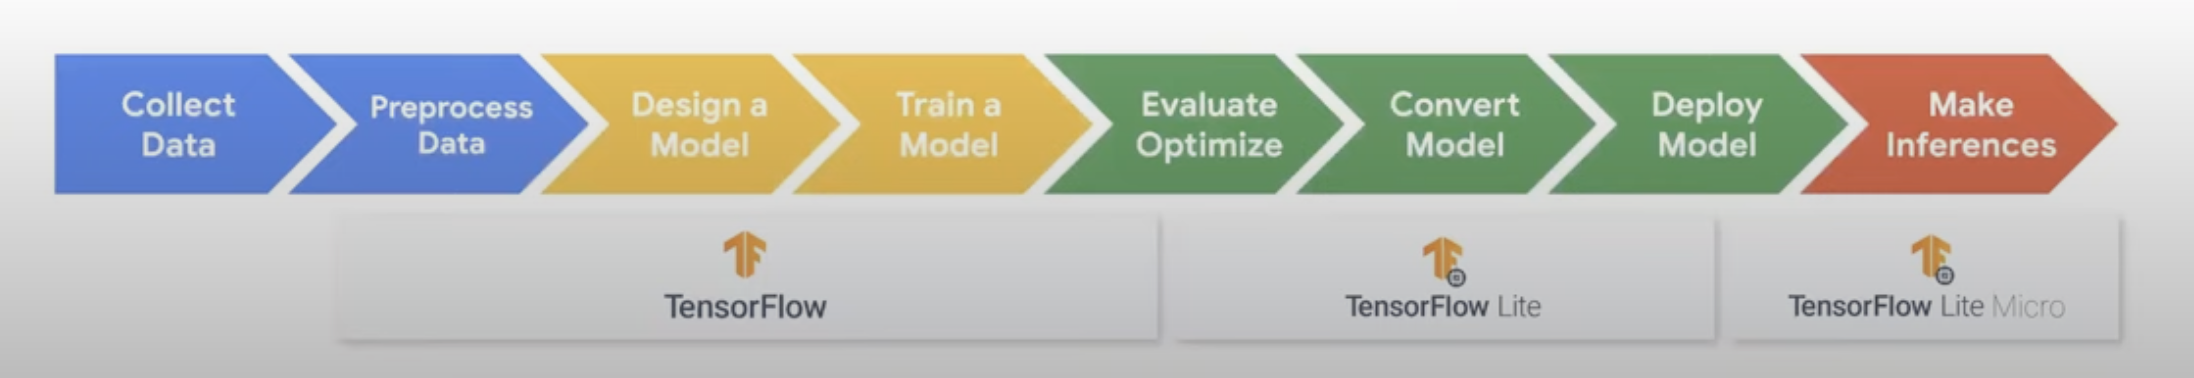 Collect
Data
Preprocess
Data
Design a
Model
Train a
Model
Evaluate
Optimize
Convert
Model
Deploy
Model
Make
Inferences
TensorFlow
TensorFlow Lite
TensorFlow Lite Micro